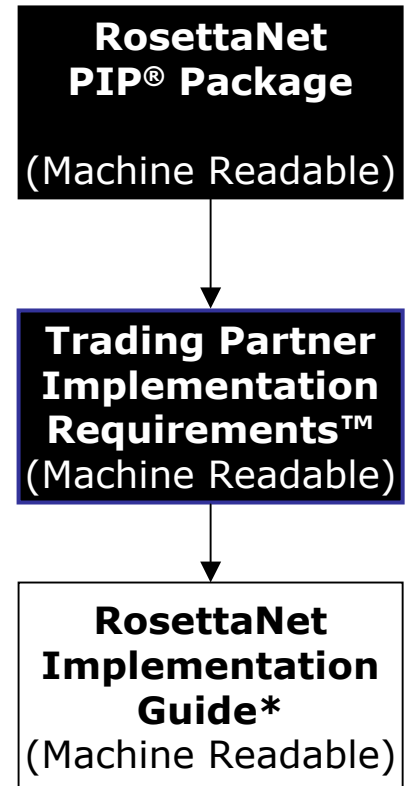 RosettaNet
PIP® Package
(Machine Readable)
Trading Partner
Implementation
Requirements™
(Machine Readable)
RosettaNet
Implementation
Guide*
(Machine Readable)